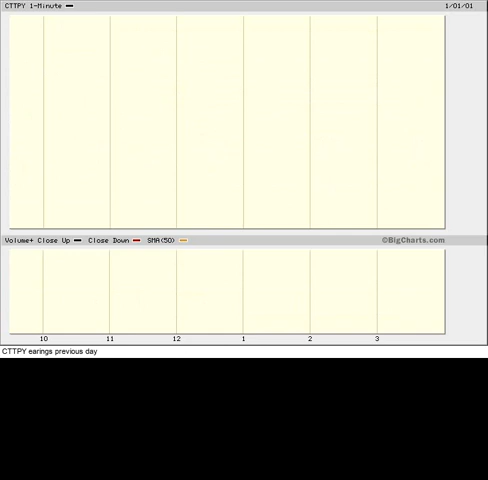 CTTPY 1-Minute 1/01/01
Volume+ Close Up Close Down SMA(50) ©BigCharts.com
10 11 12 1 2 3
CTTPY earings previous day